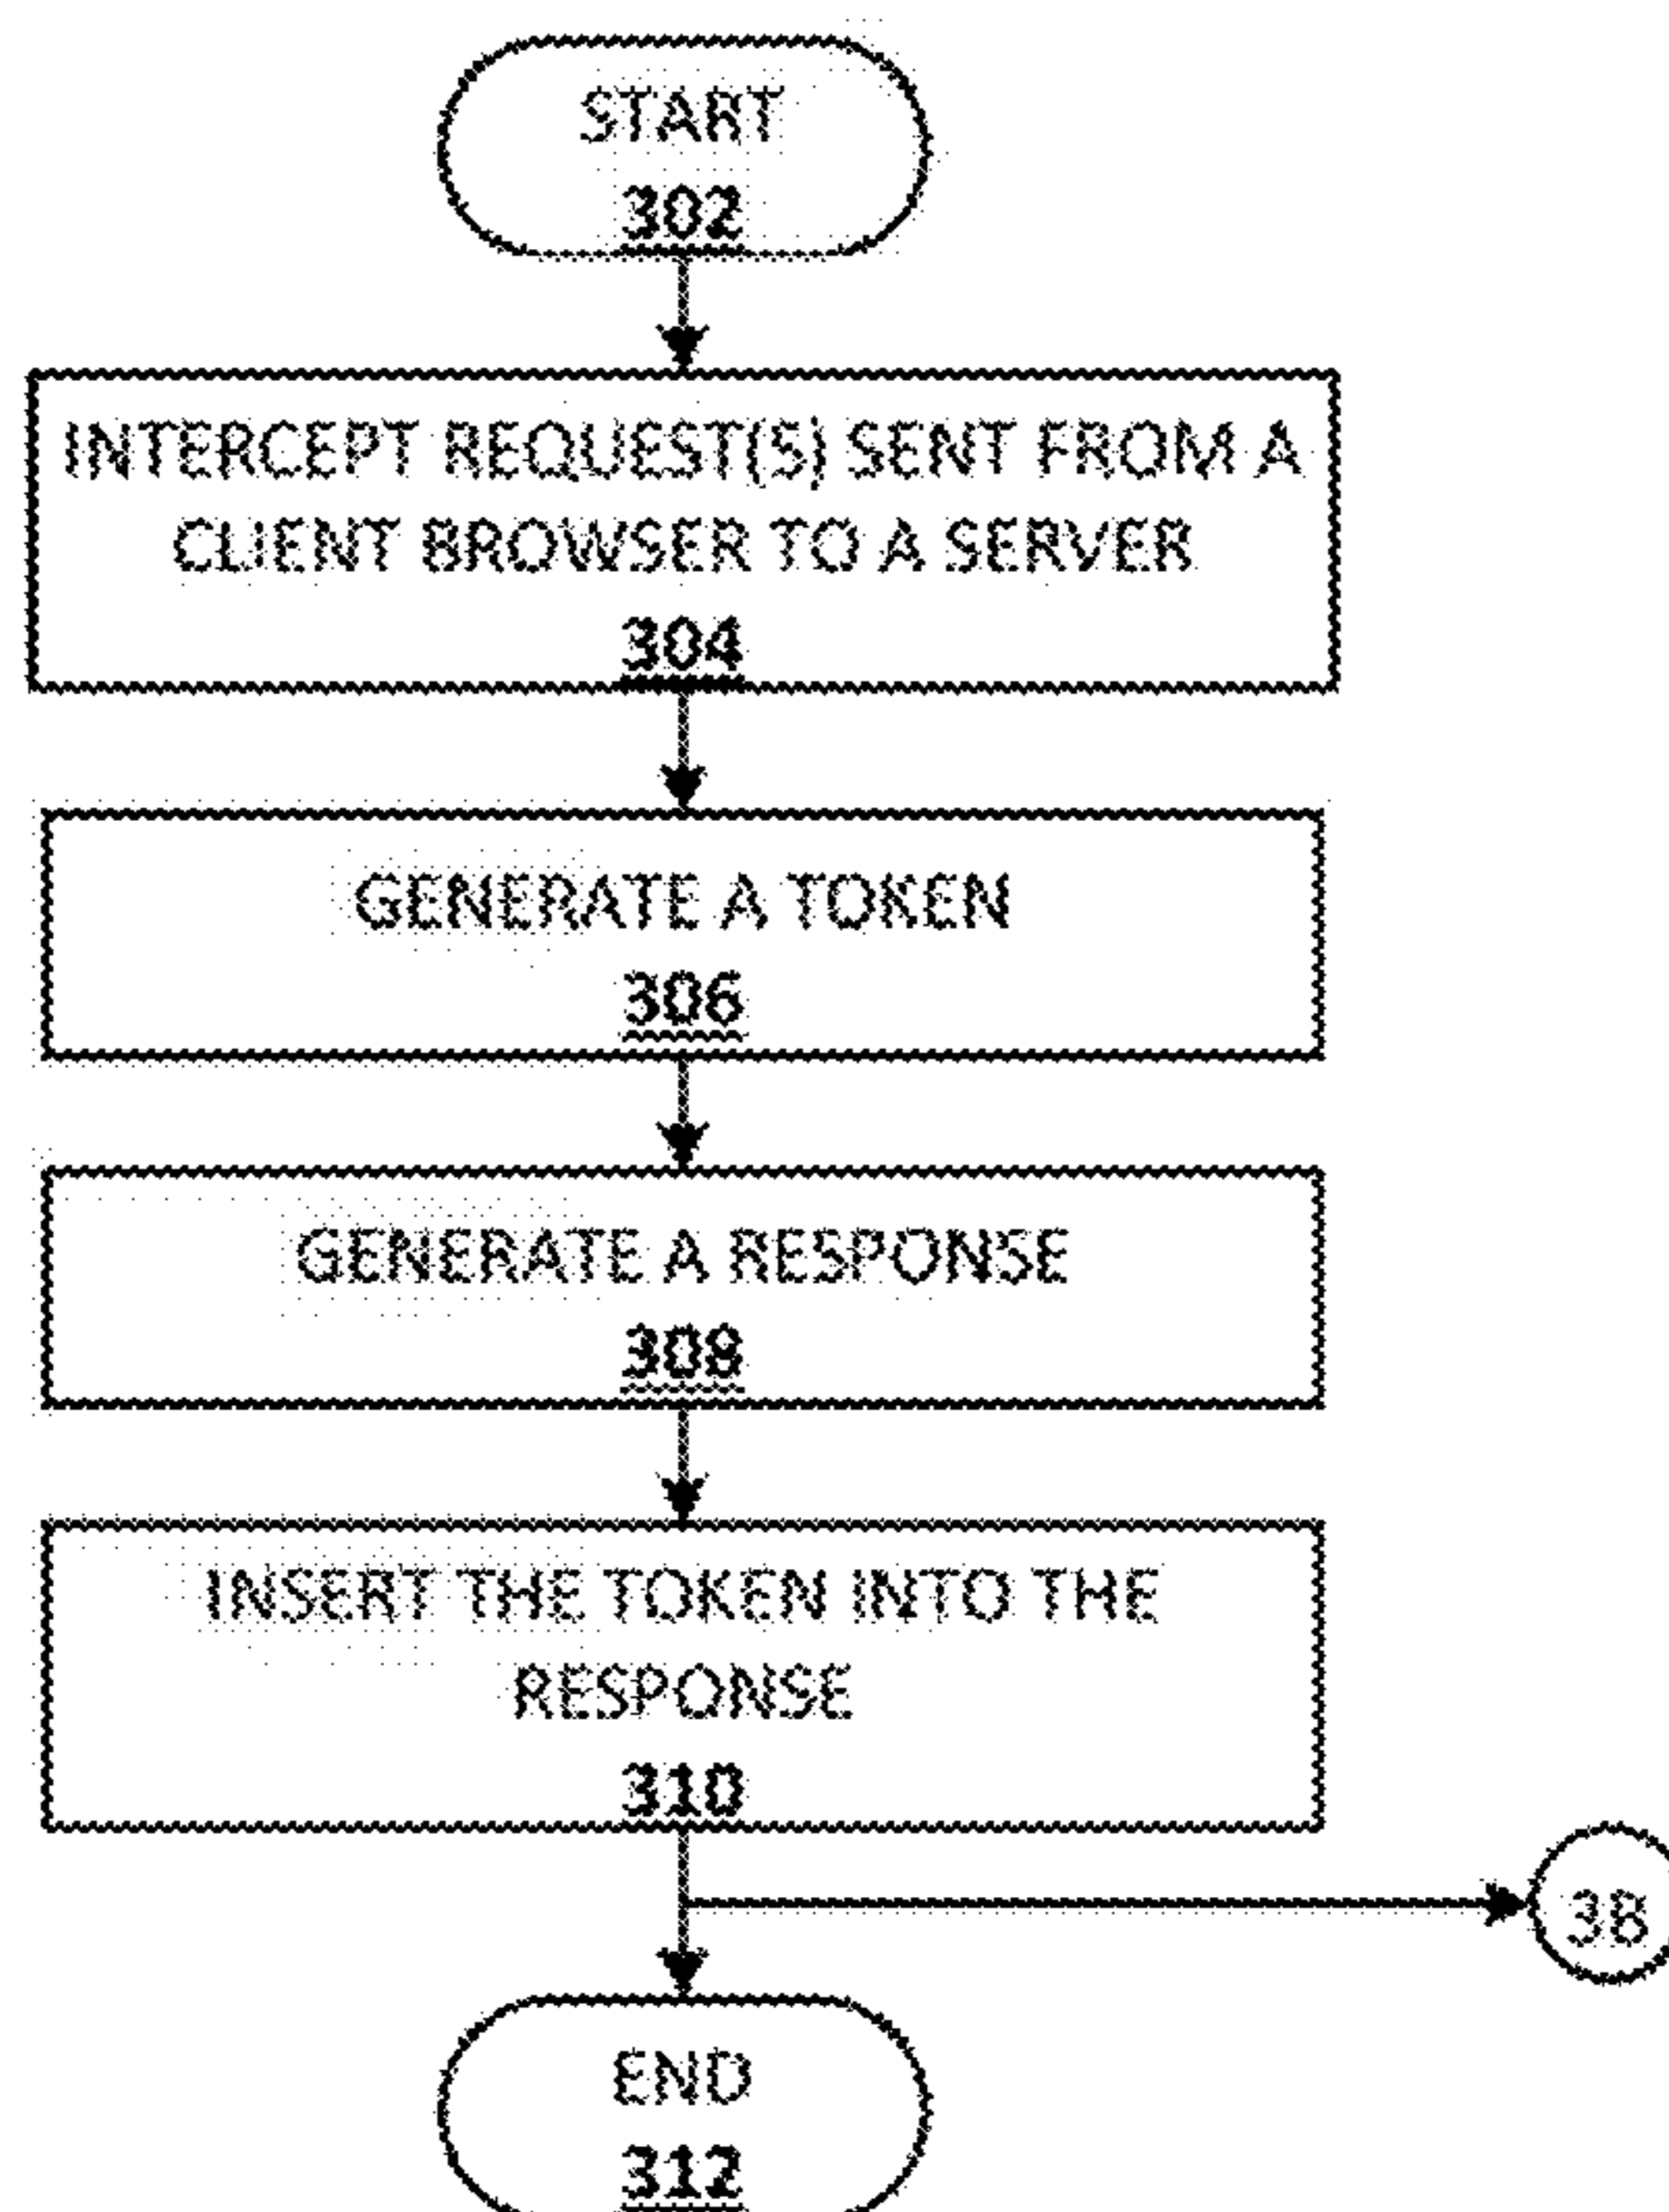 START
302
INTERCEPT REQUEST(S) SENT FROM A
CLIENT BROWSER TO A SERVER
304
GENERATE A TOKEN
306
GENERATE A RESPONSE
308
INSERT THE TOKEN INTO THE
RESPONSE
310
3B
END
312